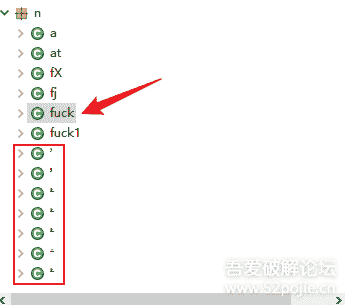 n
a
at
fX
fj
fuck
fuck1
吾爱破解论坛
www.52pojie.cn